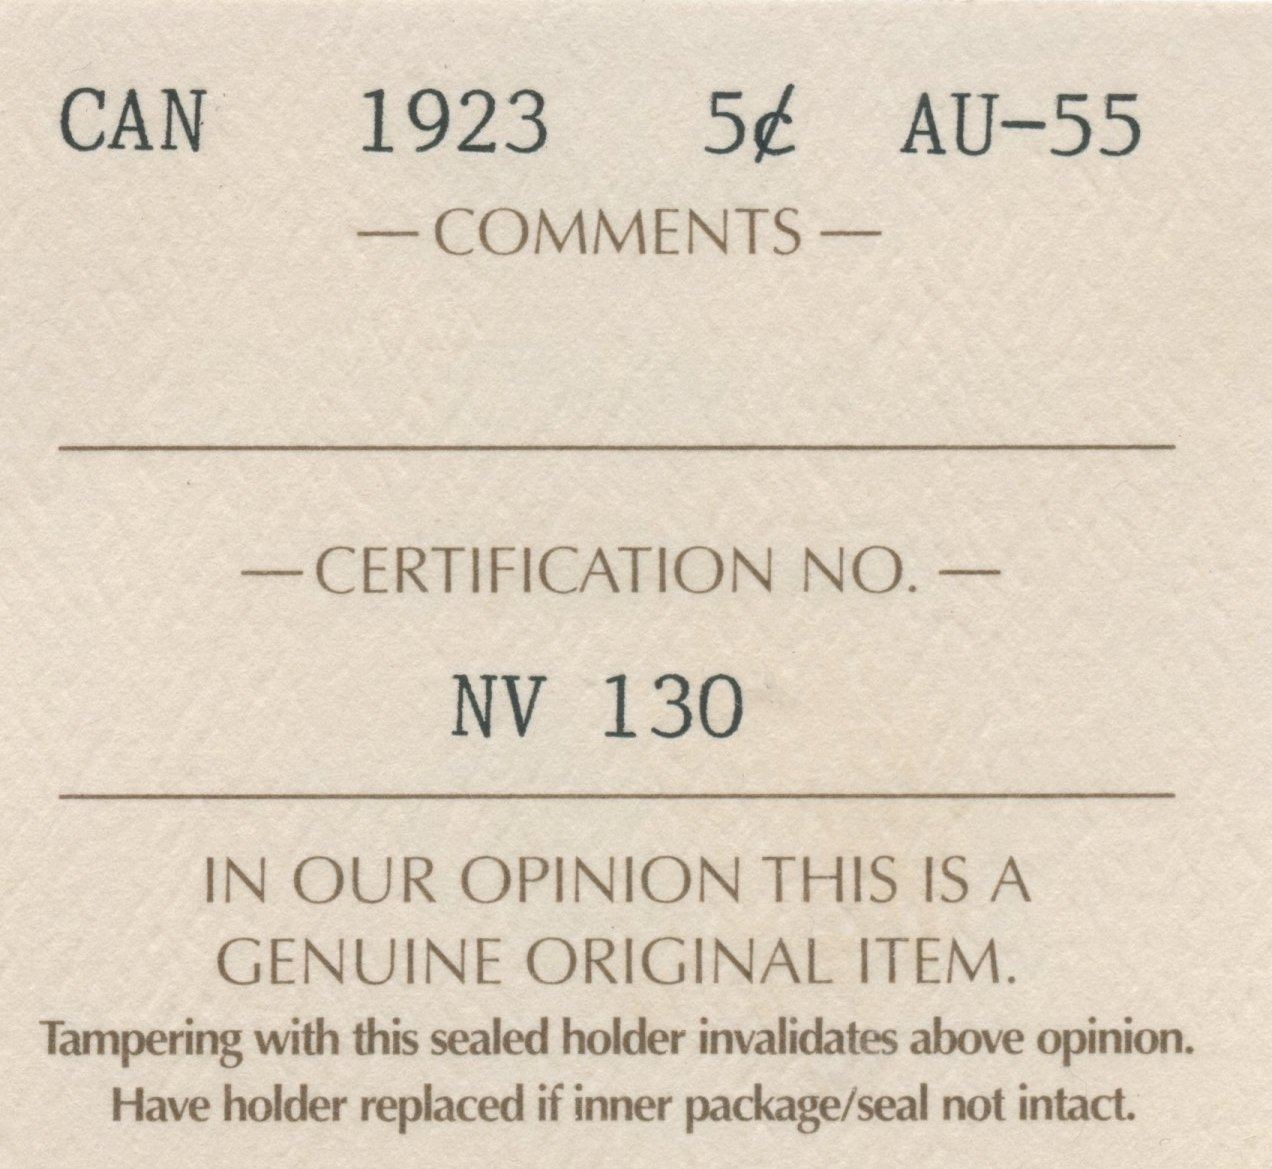 CAN 1923 5¢ AU-55
— COMMENTS —
— CERTIFICATION NO. —
NV 130
IN OUR OPINION THIS IS A
GENUINE ORIGINAL ITEM.
Tampering with this sealed holder invalidates above opinion.
Have holder replaced if inner package/seal not intact.